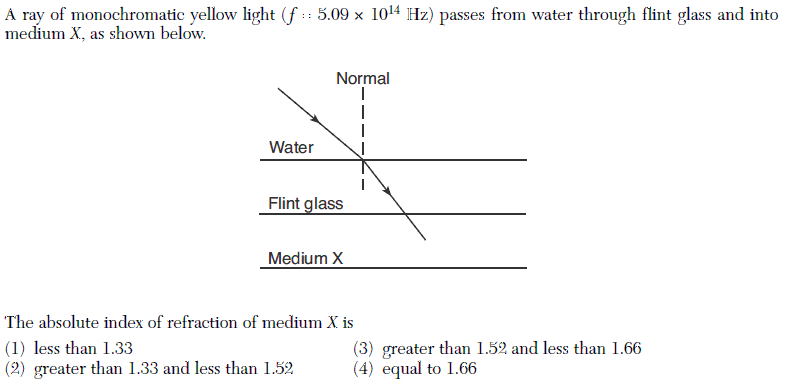 A ray of monochromatic yellow light (f :: 5.09 × 10¹⁴ Hz) passes from water through flint glass and into
medium X, as shown below.
Normal
Water
Flint glass
Medium X
The absolute index of refraction of medium X is
(1) less than 1.33 (3) greater than 1.52 and less than 1.66
(2) greater than 1.33 and less than 1.52 (4) equal to 1.66